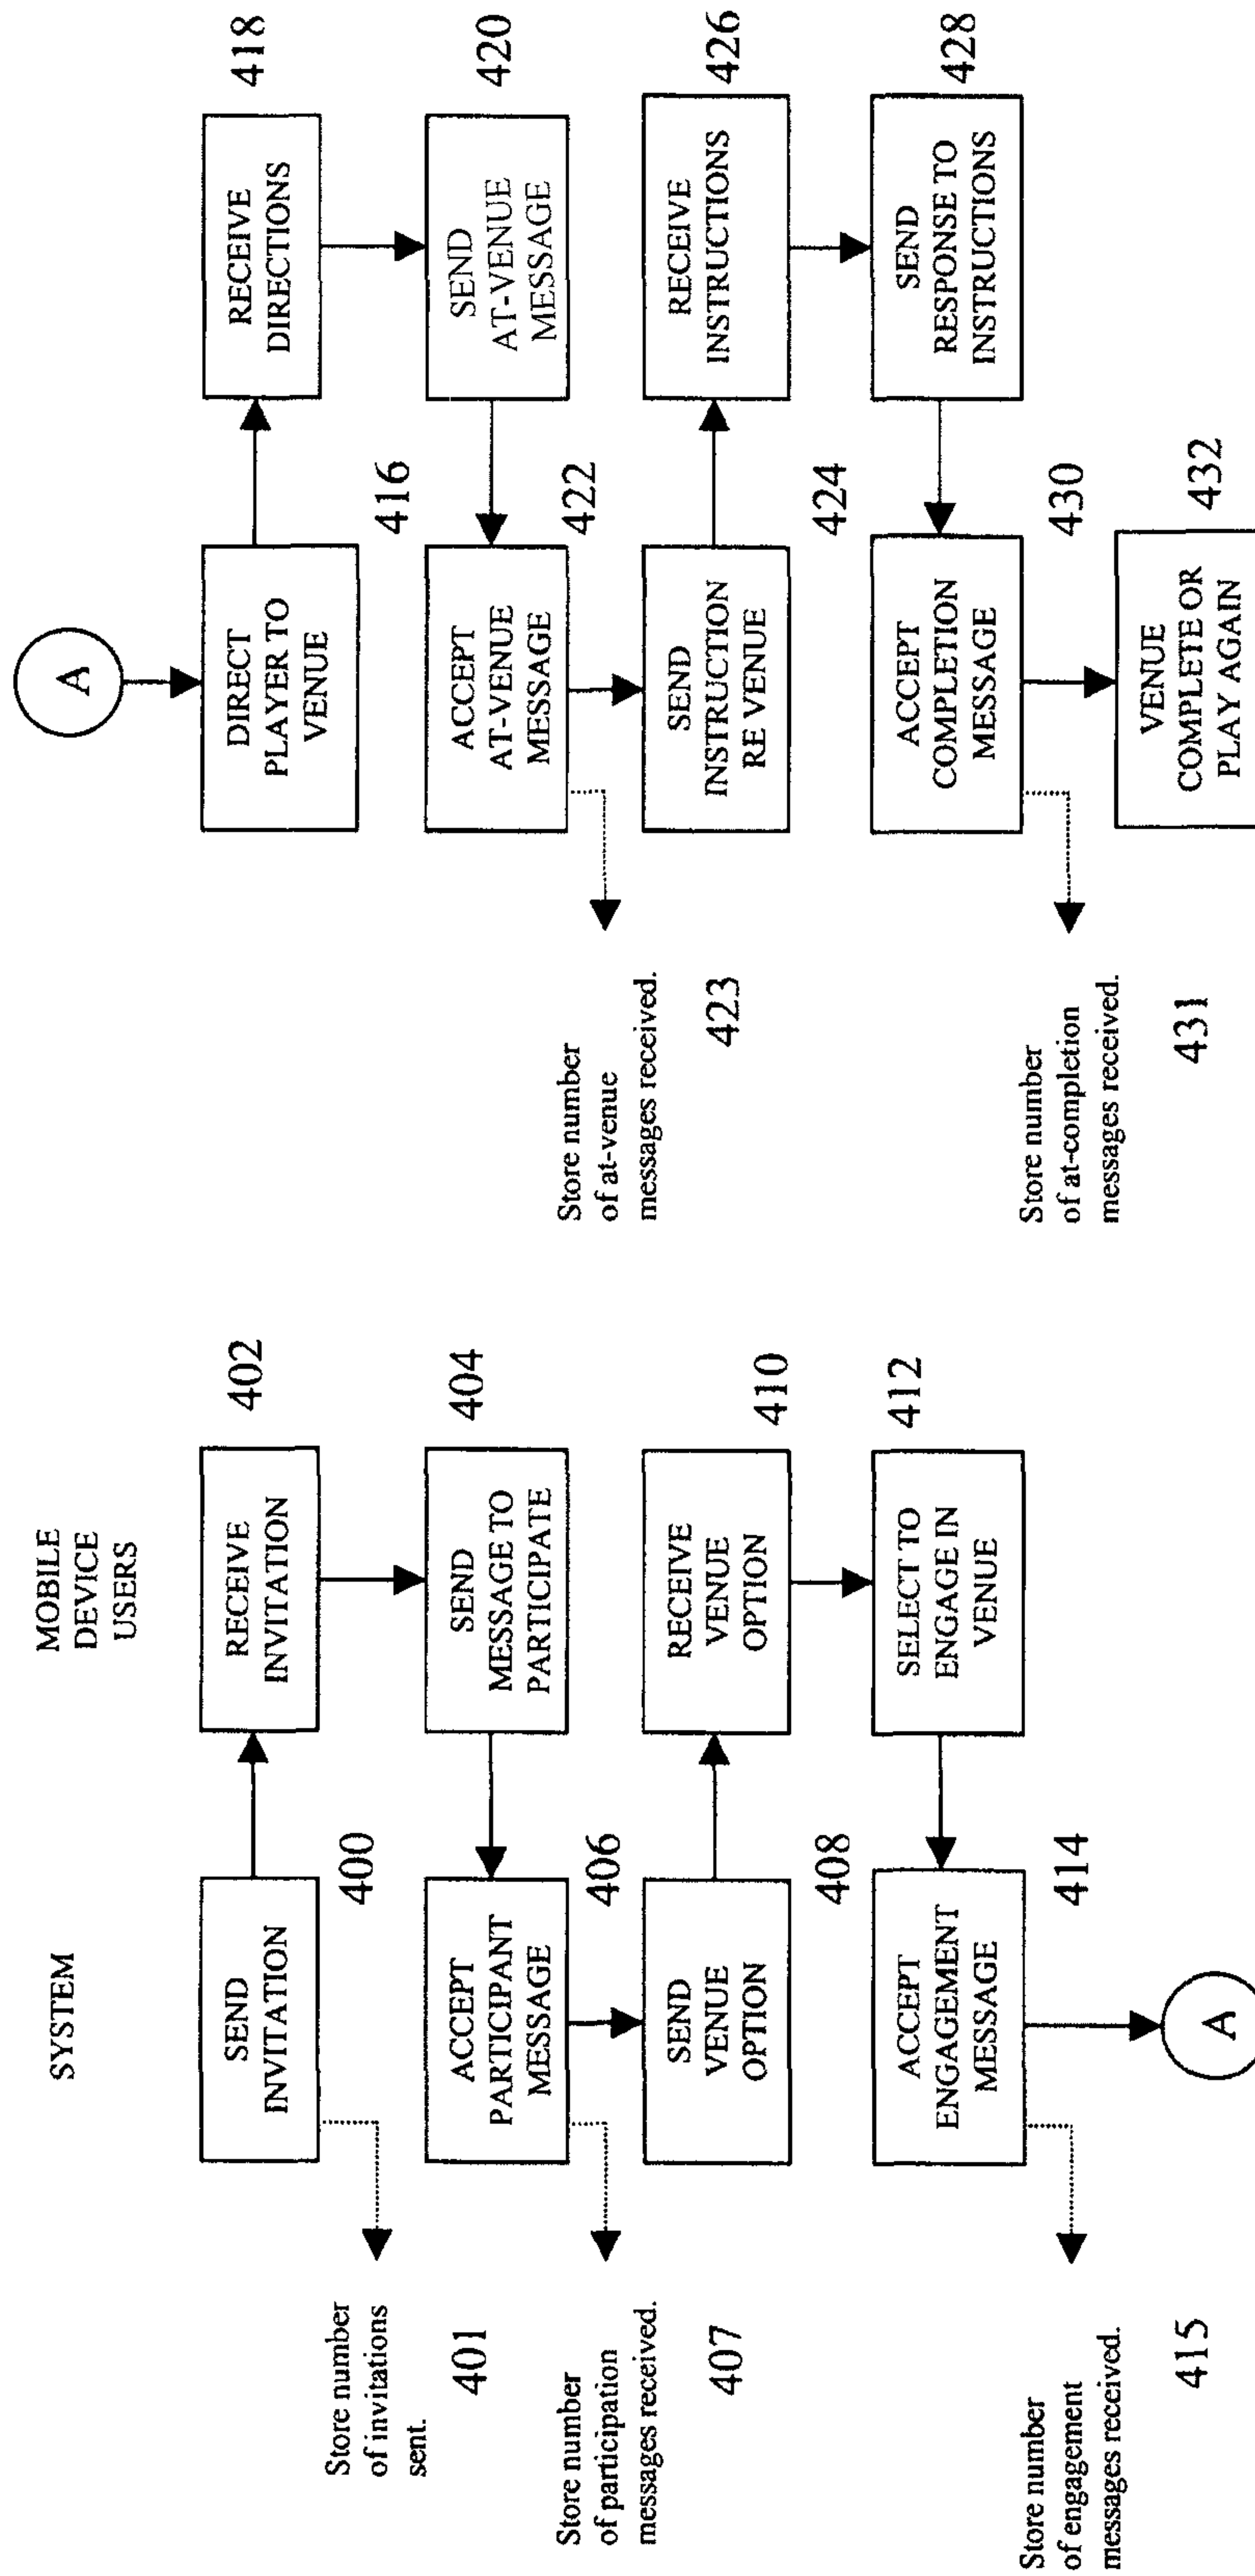 SYSTEM
MOBILE
DEVICE
USERS
SEND
INVITATION
400
RECEIVE
INVITATION
402
Store number
of invitations
sent.
401
ACCEPT
PARTICIPANT
MESSAGE
406
SEND
MESSAGE TO
PARTICIPATE
404
Store number
of participation
messages received.
407
SEND
VENUE
OPTION
408
RECEIVE
VENUE
OPTION
410
ACCEPT
ENGAGEMENT
MESSAGE
414
SELECT TO
ENGAGE IN
VENUE
412
Store number
of engagement
messages received.
415
A
A
DIRECT
PLAYER TO
VENUE
416
RECEIVE
DIRECTIONS
418
ACCEPT
AT-VENUE
MESSAGE
422
SEND
AT-VENUE
MESSAGE
420
Store number
of at-venue
messages received.
423
SEND
INSTRUCTION
RE VENUE
424
RECEIVE
INSTRUCTIONS
426
ACCEPT
COMPLETION
MESSAGE
430
SEND
RESPONSE TO
INSTRUCTIONS
428
Store number
of at-completion
messages received.
431
VENUE
COMPLETE OR
PLAY AGAIN
432